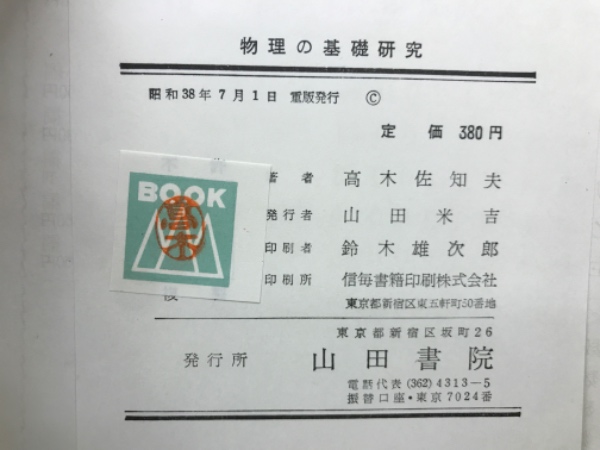 物理の基礎研究
昭和38年7月1日 重版発行 ©
定価 380円
著者 髙木佐知夫
発行者 山田米吉
印刷者 鈴木雄次郎
印刷所 信毎書籍印刷株式会社
東京都新宿区東五軒町50番地
BOOK
髙木
東京都新宿区坂町26
発行所 山田書院
電話代表(362)4313-5
振替口座・東京7024番